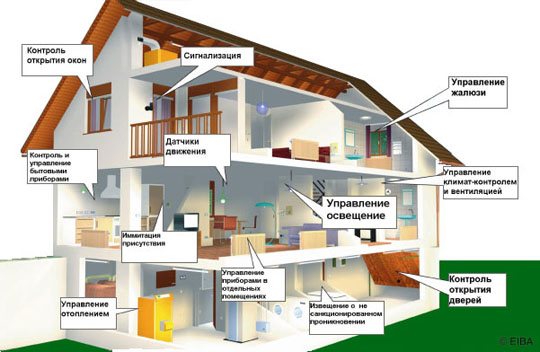 Контроль
открытия окон
Сигнализация
Управление
жалюзи
Датчики
движения
Контроль и
управление
бытовыми
приборами
Управление
климат-контролем
и вентиляцией
Управление
освещение
Иммитация
присутствия
Управление
приборами в
отдельных
помещениях
Контроль
открытия
дверей
Управление
отоплением
Извещение о не
санкционированном
проникновении
© EIBA